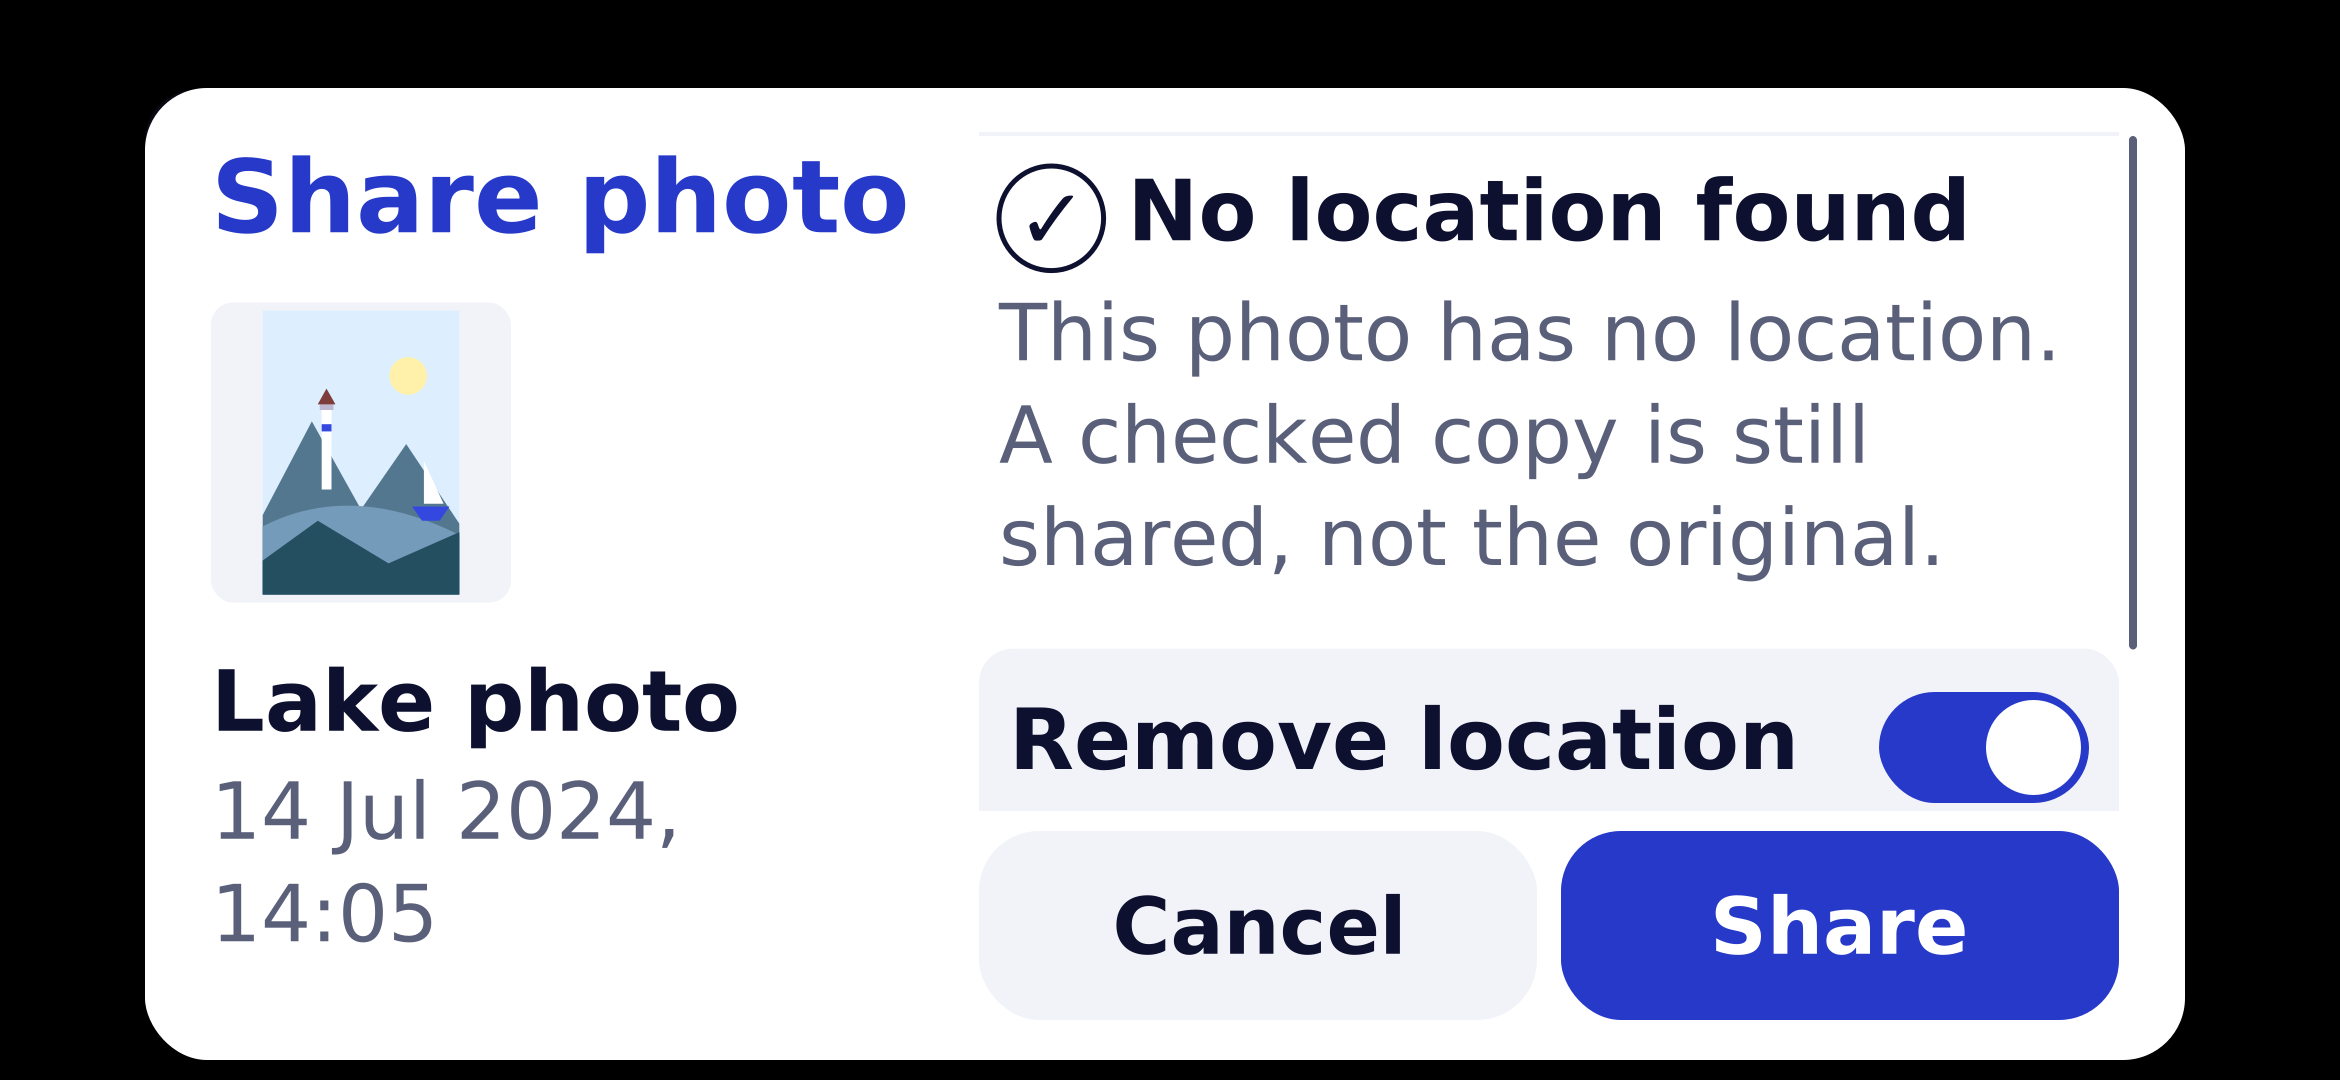 Share photo
Lake photo
14 Jul 2024,
14:05
✓ No location found
This photo has no location.
A checked copy is still
shared, not the original.
Remove location
Cancel
Share